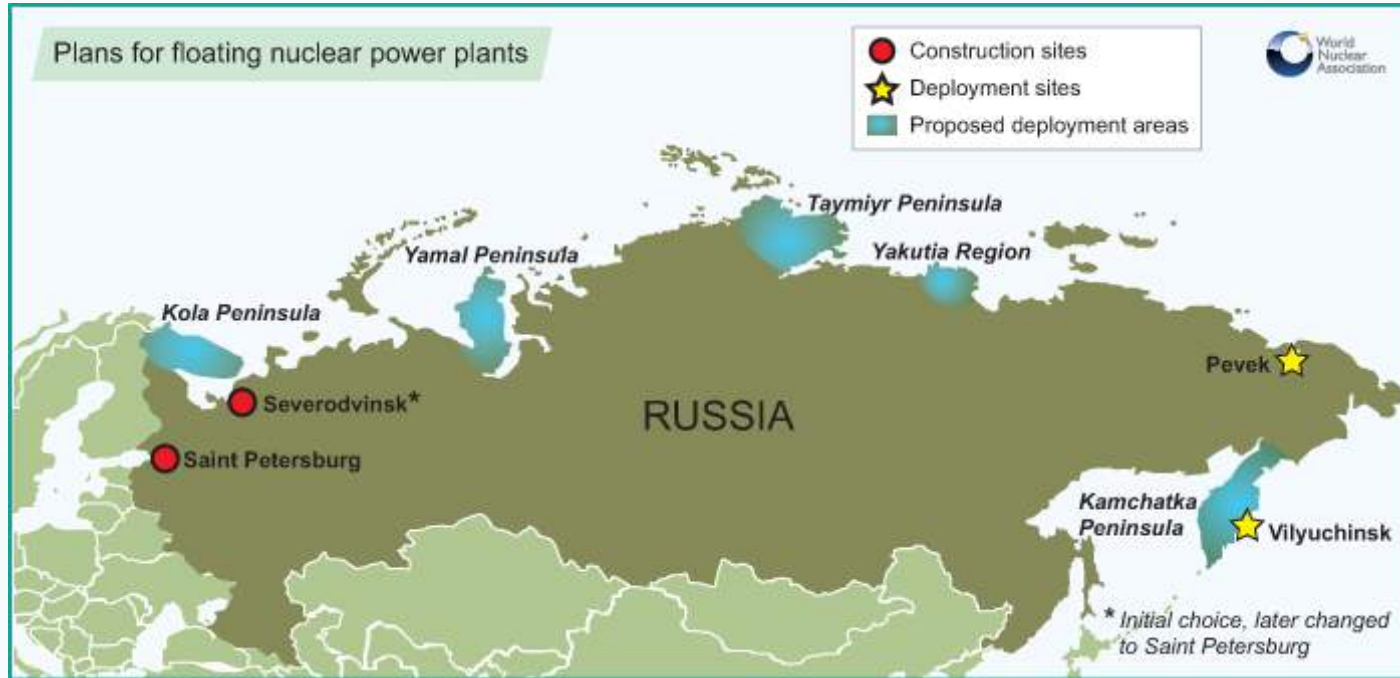 Plans for floating nuclear power plants
Construction sites
Deployment sites
Proposed deployment areas
World
Nuclear
Association
Taymiyr Peninsula
Yamal Peninsula
Yakutia Region
Kola Peninsula
Pevek
Severodvinsk*
RUSSIA
Saint Petersburg
Kamchatka
Peninsula
Vilyuchinsk
* Initial choice, later changed
to Saint Petersburg